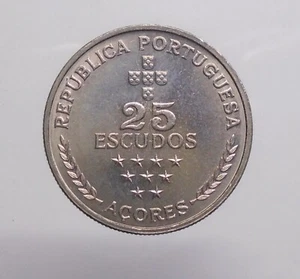 REPÚBLICA PORTUGUESA
25
ESCUDOS
AÇORES